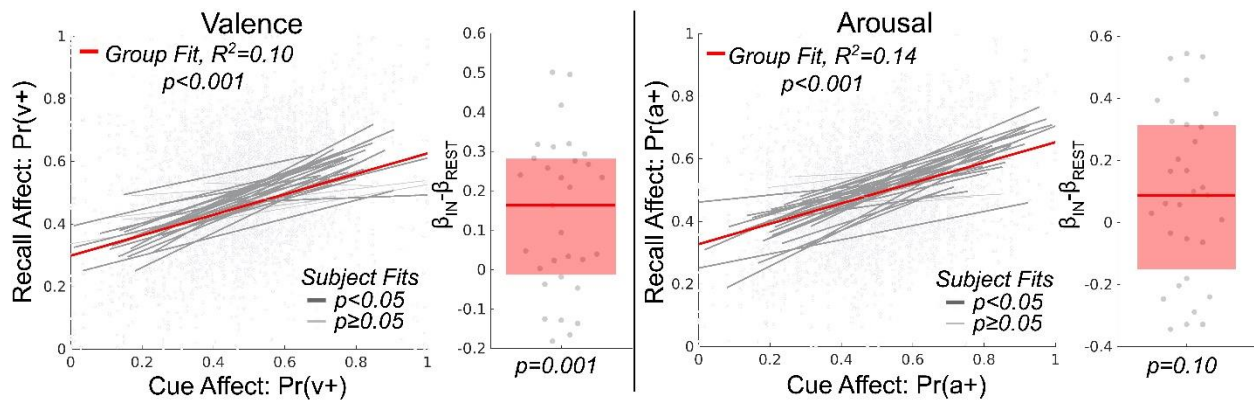 Valence
Group Fit, R²=0.10
p<0.001
Recall Affect: Pr(v+)
1
0.8
0.6
0.4
0.2
0
Subject Fits
p<0.05
p≥0.05
0 0.2 0.4 0.6 0.8 1
Cue Affect: Pr(v+)
βIN-βREST
0.6
0.5
0.4
0.3
0.2
0.1
0
-0.1
-0.2
p=0.001
Arousal
Group Fit, R²=0.14
p<0.001
Recall Affect: Pr(a+)
1
0.8
0.6
0.4
0.2
0
Subject Fits
p<0.05
p≥0.05
0 0.2 0.4 0.6 0.8 1
Cue Affect: Pr(a+)
βIN-βREST
0.6
0.4
0.2
0
-0.2
-0.4
p=0.10